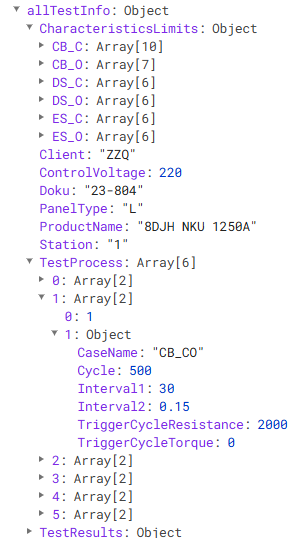 allTestInfo: Object
CharacteristicsLimits: Object
CB_C: Array[10]
CB_O: Array[7]
DS_C: Array[6]
DS_O: Array[6]
ES_C: Array[6]
ES_O: Array[6]
Client: "ZZQ"
ControlVoltage: 220
Doku: "23-804"
PanelType: "L"
ProductName: "8DJH NKU 1250A"
Station: "1"
TestProcess: Array[6]
0: Array[2]
1: Array[2]
0: 1
1: Object
CaseName: "CB_CO"
Cycle: 500
Interval1: 30
Interval2: 0.15
TriggerCycleResistance: 2000
TriggerCycleTorque: 0
2: Array[2]
3: Array[2]
4: Array[2]
5: Array[2]
TestResults: Object